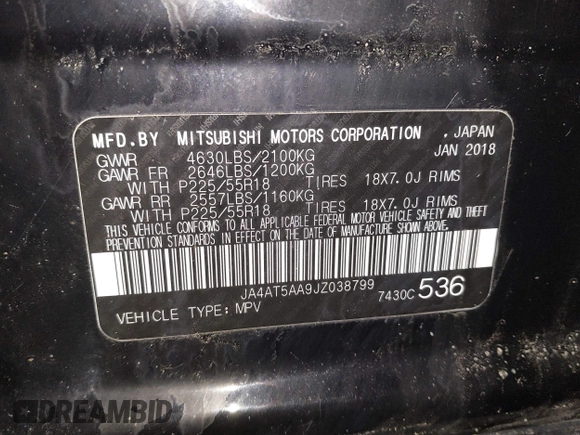 MFD.BY MITSUBISHI MOTORS CORPORATION , JAPAN
GVWR 4630LBS/2100KG JAN 2018
GAWR FR 2646LBS/1200KG
WITH P225/55R18 TIRES 18X7.0J RIMS
GAWR RR 2557LBS/1160KG
WITH P225/55R18 TIRES 18X7.0J RIMS
THIS VEHICLE CONFORMS TO ALL APPLICABLE FEDERAL MOTOR VEHICLE SAFETY AND THEFT
PREVENTION STANDARDS IN EFFECT ON THE DATE OF MANUFACTURE SHOWN ABOVE.
JA4AT5AA9JZ038799
VEHICLE TYPE: MPV 7430C 536
DREAMBID